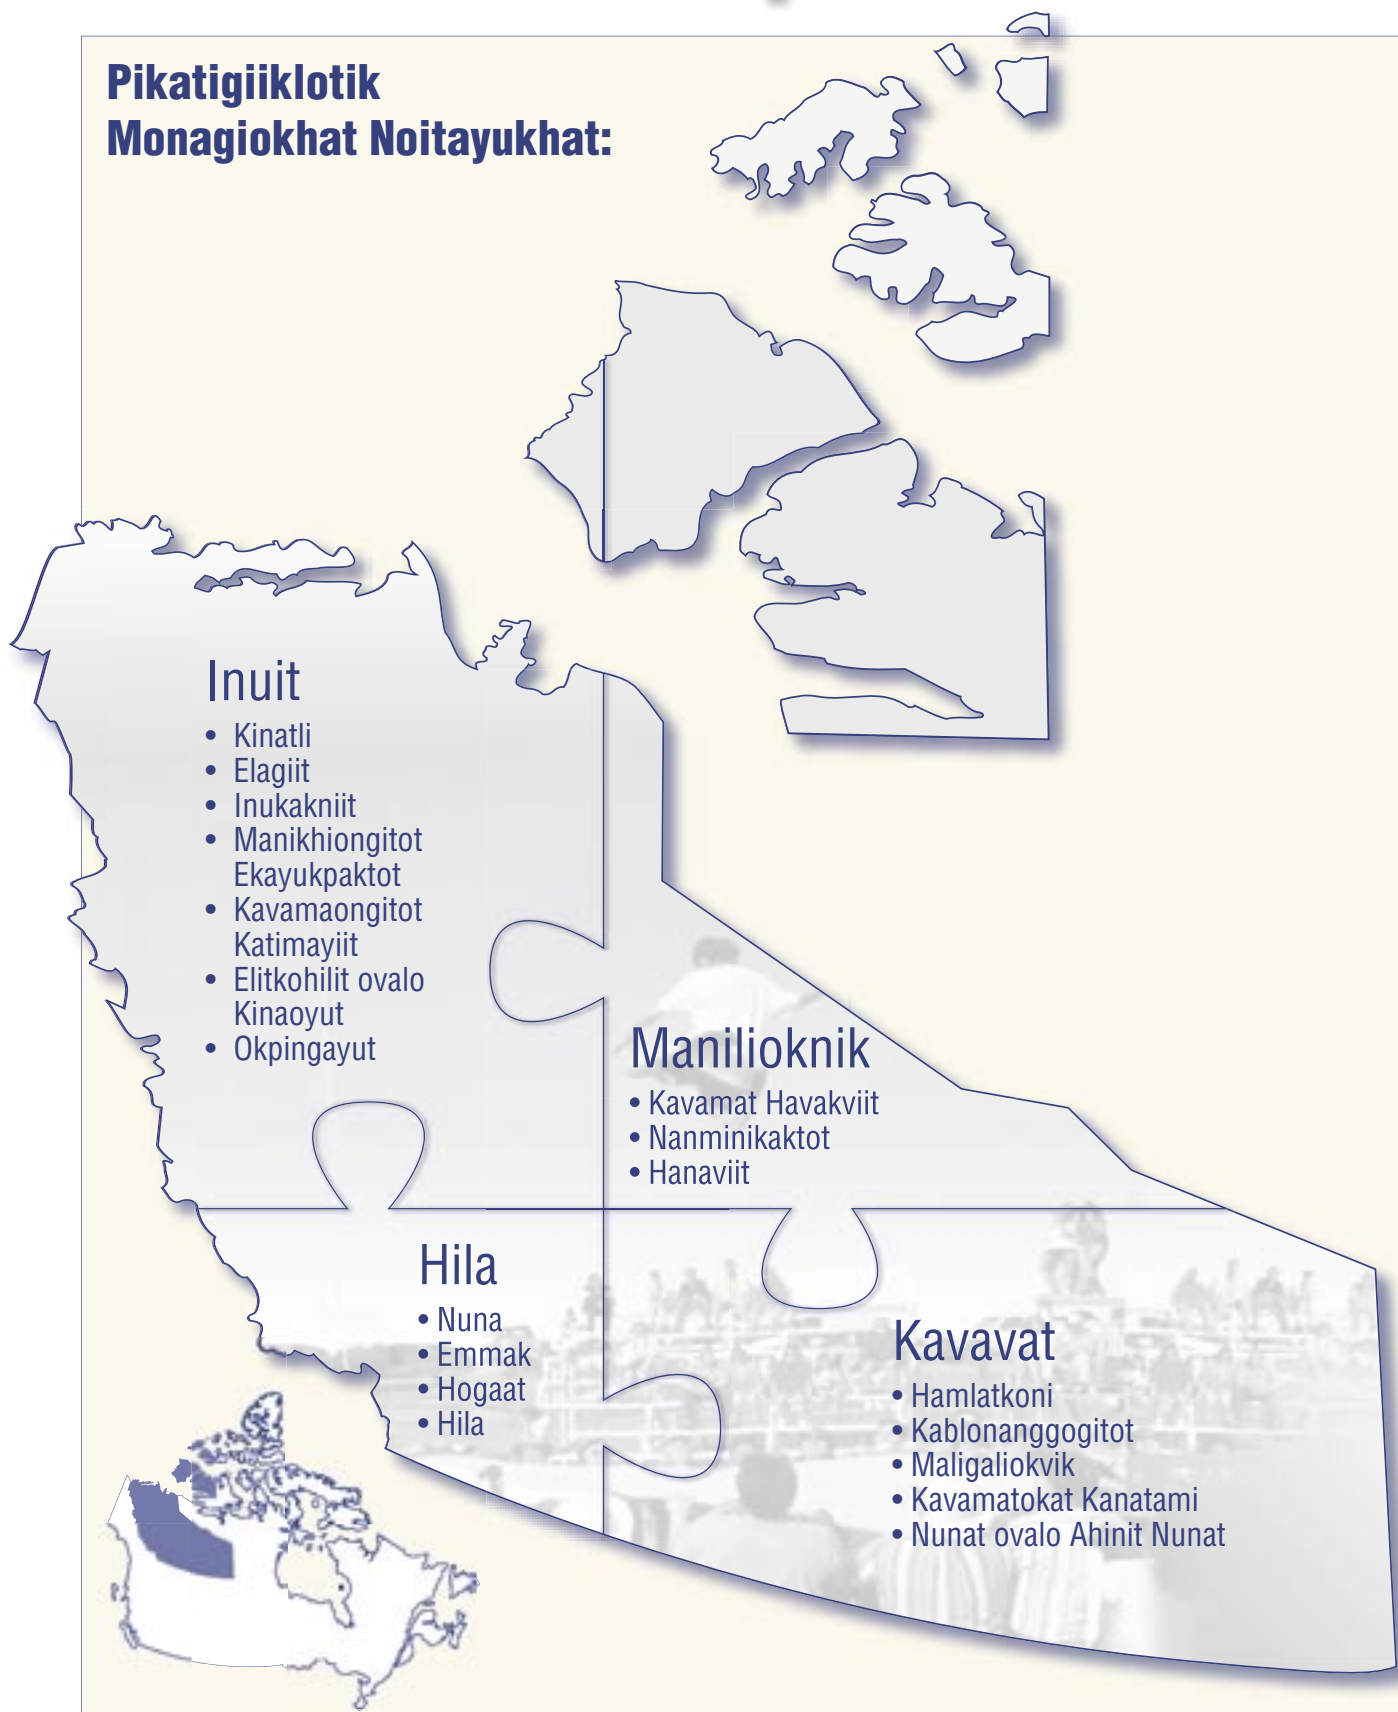 Pikatigiiklotik
Monagiokhat Noitayukhat:
Inuit
• Kinatli
• Elagiit
• Inukakniit
• Manikhiongitot
Ekayukpaktot
• Kavamaongitot
Katimayiit
• Elitkohilit ovalo
Kinaoyut
• Okpingayut
Manilioknik
• Kavamat Havakviit
• Nanminikaktot
• Hanaviit
Hila
• Nuna
• Emmak
• Hogaat
• Hila
Kavavat
• Hamlatkoni
• Kablonanggogitot
• Maligaliokvik
• Kavamatokat Kanatami
• Nunat ovalo Ahinit Nunat